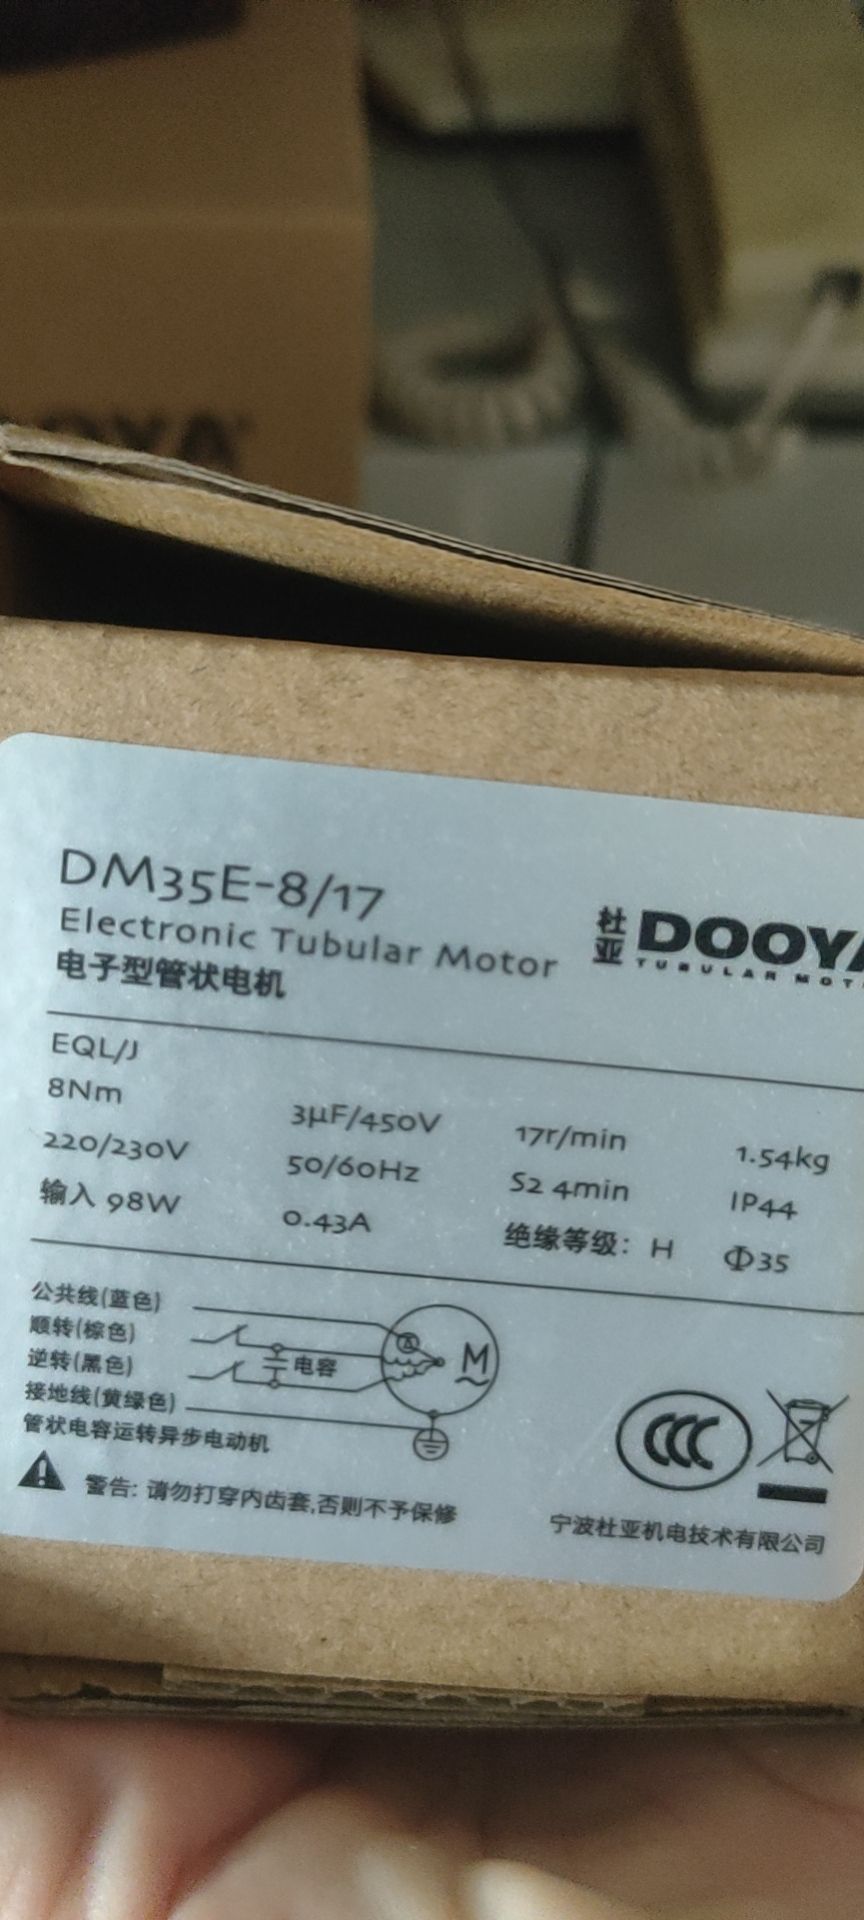 DM35E-8/17
Electronic Tubular Motor
电子型管状电机
杜亚 DOOYA
TUBULAR MOT
EQL/J
8Nm 3μF/450V 17r/min 1.54kg
220/230V 50/60Hz S2 4min IP44
输入 98W 0.43A 绝缘等级: H Φ35
公共线(蓝色)
顺转(棕色)
逆转(黑色)
电容
M
接地线(黄绿色)
管状电容运转异步电动机
警告: 请勿打穿内齿套,否则不予保修
CCC
宁波杜亚机电技术有限公司